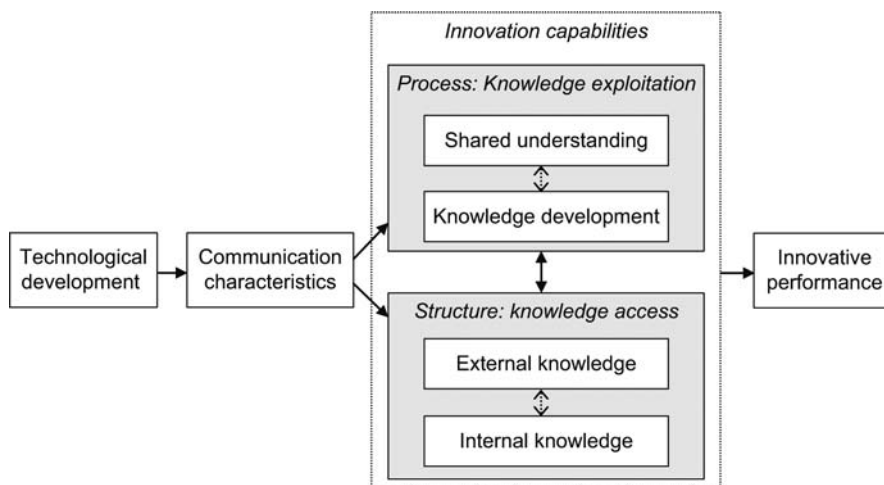 Innovation capabilities
Process: Knowledge exploitation
Shared understanding
Knowledge development
Technological
development
Communication
characteristics
Innovative
performance
Structure: knowledge access
External knowledge
Internal knowledge